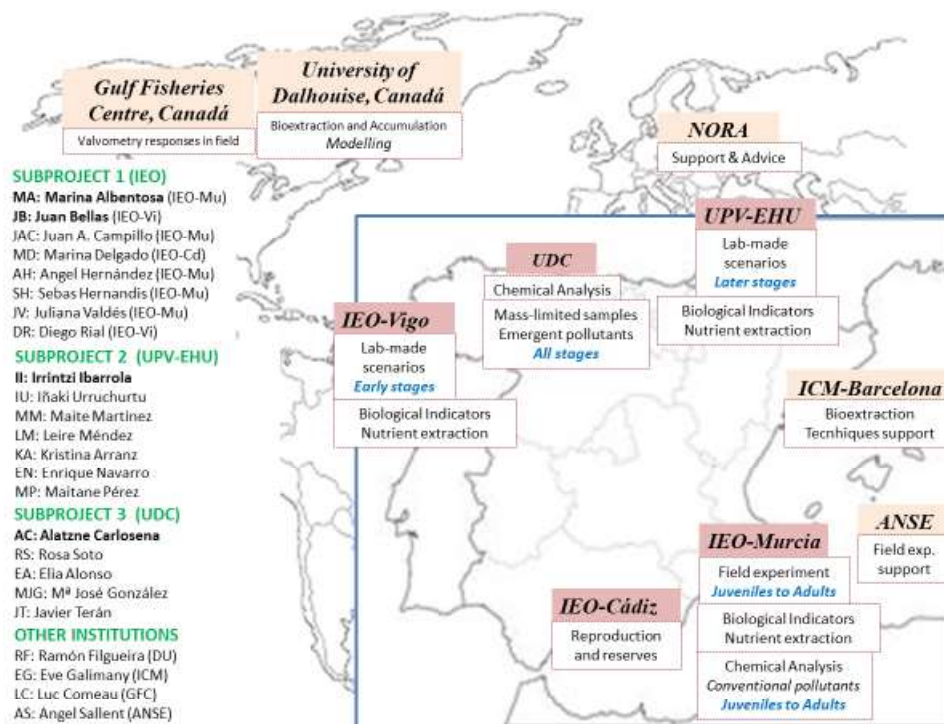 Gulf Fisheries
Centre, Canadá
Valvometry responses in field
University of
Dalhouise, Canadá
Bioextraction and Accumulation
Modelling
NORA
Support & Advice
SUBPROJECT 1 (IEO)
MA: Marina Albentosa (IEO-Mu)
JB: Juan Bellas (IEO-Vi)
JAC: Juan A. Campillo (IEO-Mu)
MD: Marina Delgado (IEO-Cd)
AH: Angel Hernández (IEO-Mu)
SH: Sebas Hernandis (IEO-Mu)
JV: Juliana Valdés (IEO-Mu)
DR: Diego Rial (IEO-Vi)
SUBPROJECT 2 (UPV-EHU)
II: Irrintzi Ibarrola
IU: Iñaki Urruchurtu
MM: Maite Martínez
LM: Leire Méndez
KA: Kristina Arranz
EN: Enrique Navarro
MP: Maitane Pérez
SUBPROJECT 3 (UDC)
AC: Alatzne Carlosena
RS: Rosa Soto
EA: Elia Alonso
MJG: Mª José González
JT: Javier Terán
OTHER INSTITUTIONS
RF: Ramón Filgueira (DU)
EG: Eve Galimany (ICM)
LC: Luc Comeau (GFC)
AS: Angel Sallent (ANSE)
IEO-Vigo
Lab-made
scenarios
Early stages
Biological Indicators
Nutrient extraction
UDC
Chemical Analysis
Mass-limited samples
Emergent pollutants
All stages
UPV-EHU
Lab-made
scenarios
Later stages
Biological Indicators
Nutrient extraction
ICM-Barcelona
Bioextraction
Tecnhiques support
ANSE
Field exp.
support
IEO-Murcia
Field experiment
Juveniles to Adults
Biological Indicators
Nutrient extraction
Chemical Analysis
Conventional pollutants
Juveniles to Adults
IEO-Cádiz
Reproduction
and reserves